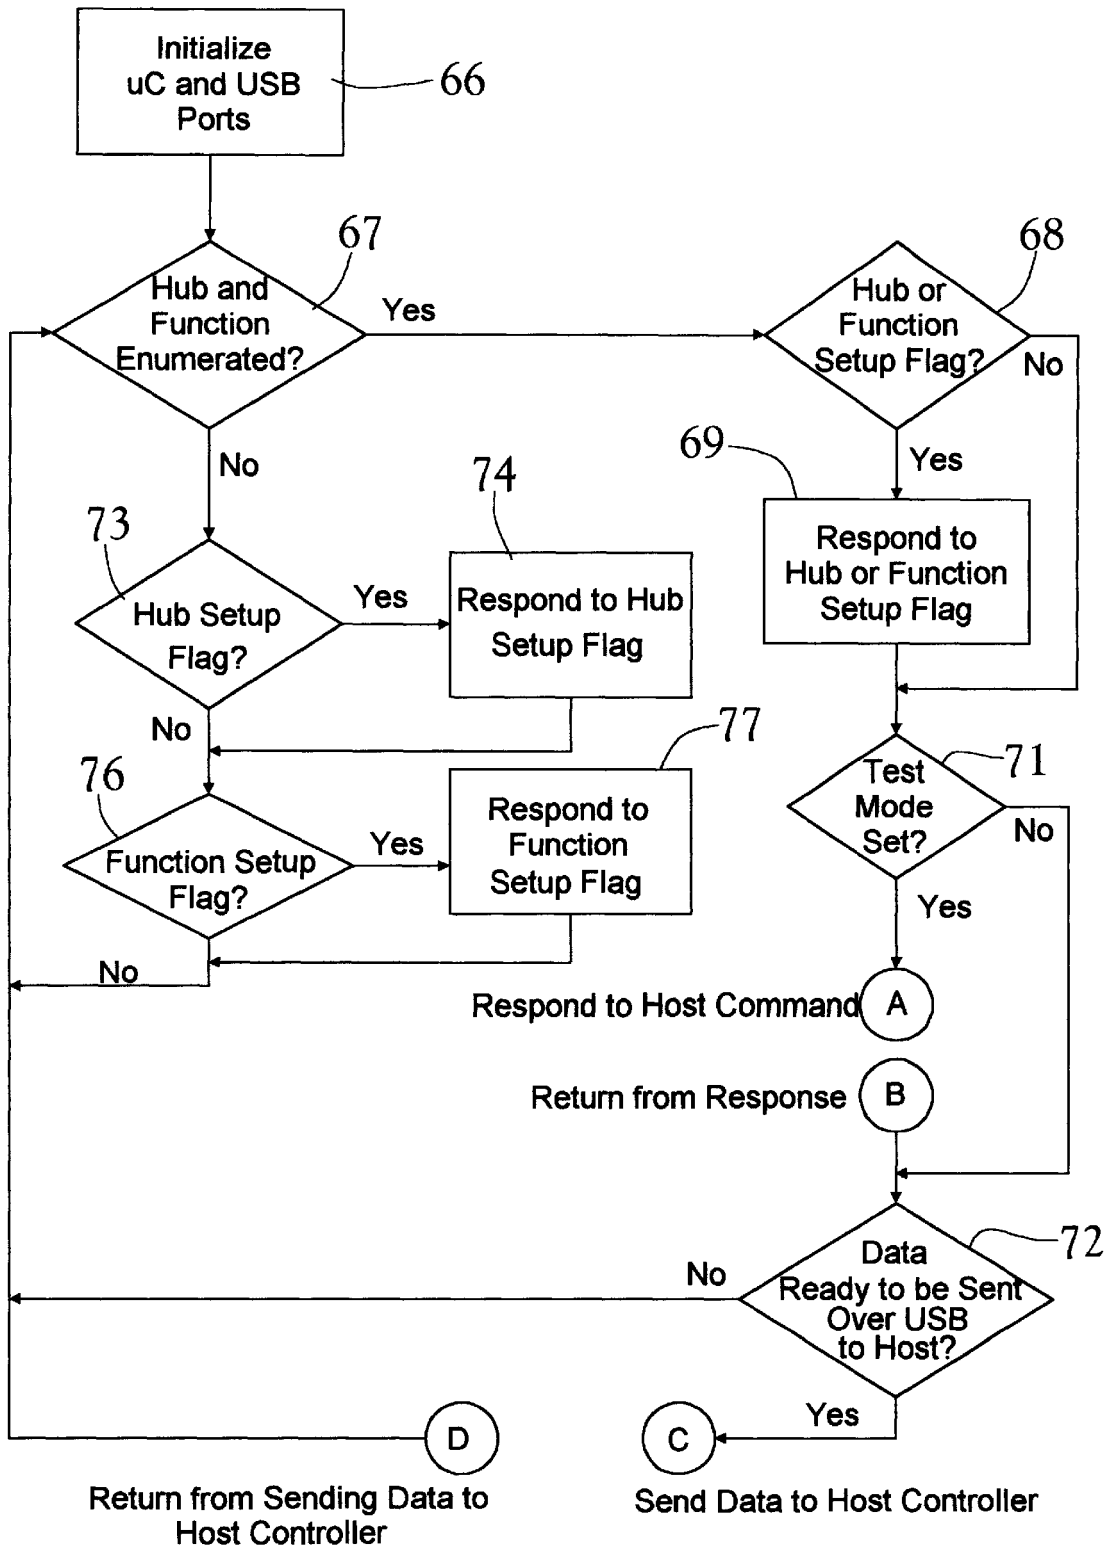 Initialize
uC and USB
Ports
66
67
68
Hub and
Function
Enumerated?
Yes
Hub or
Function
Setup Flag?
No
No
69
Yes
73
74
Hub Setup
Flag?
Yes
Respond to Hub
Setup Flag
Respond to
Hub or Function
Setup Flag
No
77
76
71
Function Setup
Flag?
Yes
Respond to
Function
Setup Flag
Test
Mode
Set?
No
Yes
No
Respond to Host Command
A
Return from Response
B
72
Data
Ready to be Sent
Over USB
to Host?
No
Yes
D
C
Return from Sending Data to
Host Controller
Send Data to Host Controller